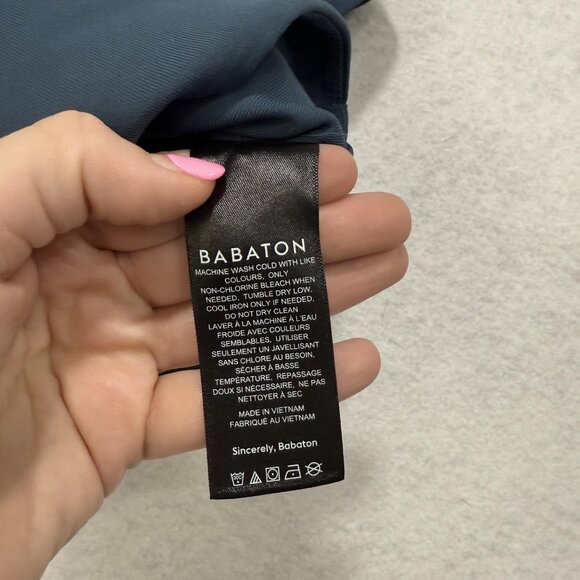 BABATON
MACHINE WASH COLD WITH LIKE
COLOURS, ONLY
NON-CHLORINE BLEACH WHEN
NEEDED, TUMBLE DRY LOW,
COOL IRON ONLY IF NEEDED,
DO NOT DRY CLEAN
LAVER À LA MACHINE À L'EAU
FROIDE AVEC COULEURS
SEMBLABLES, UTILISER
SEULEMENT UN JAVELLISANT
SANS CHLORE AU BESOIN,
SÉCHER À BASSE
TEMPÉRATURE, REPASSAGE
DOUX SI NÉCESSAIRE, NE PAS
NETTOYER À SEC
MADE IN VIETNAM
FABRIQUÉ AU VIETNAM
Sincerely, Babaton